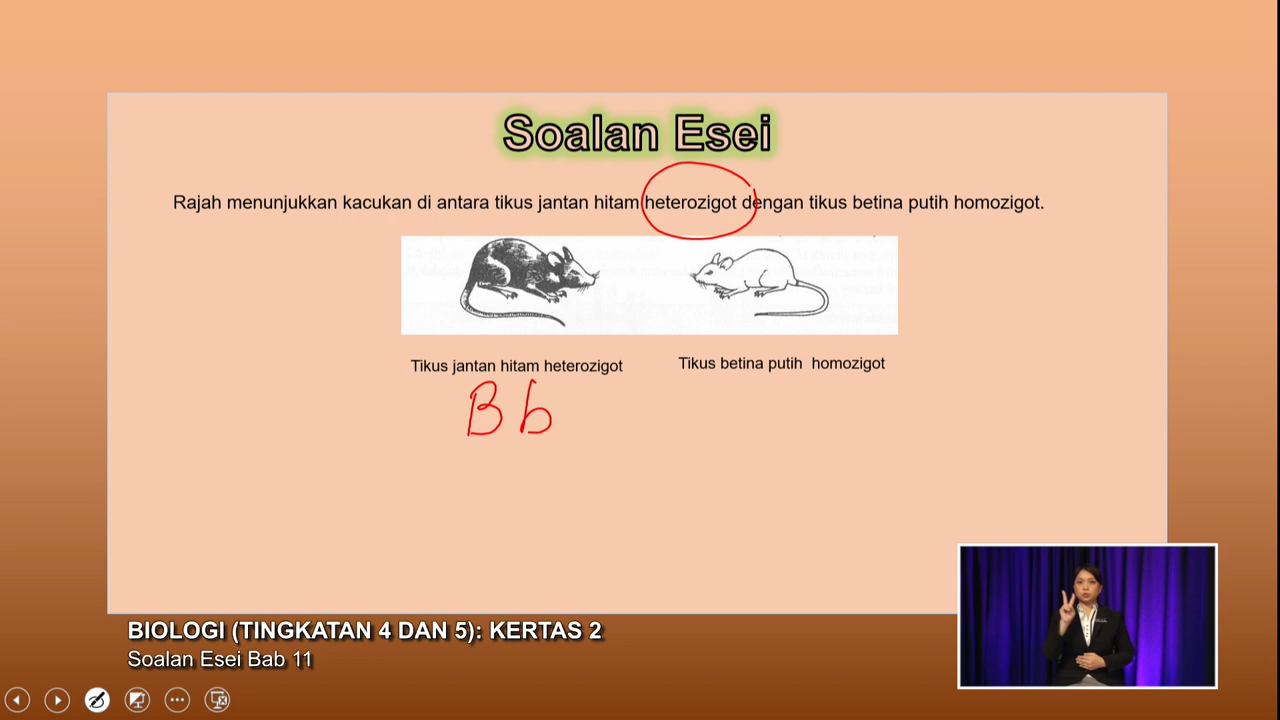 Soalan Esei
Rajah menunjukkan kacukan di antara tikus jantan hitam heterozigot dengan tikus betina putih homozigot.
Tikus jantan hitam heterozigot
Tikus betina putih homozigot
B b
BIOLOGI (TINGKATAN 4 DAN 5): KERTAS 2
Soalan Esei Bab 11